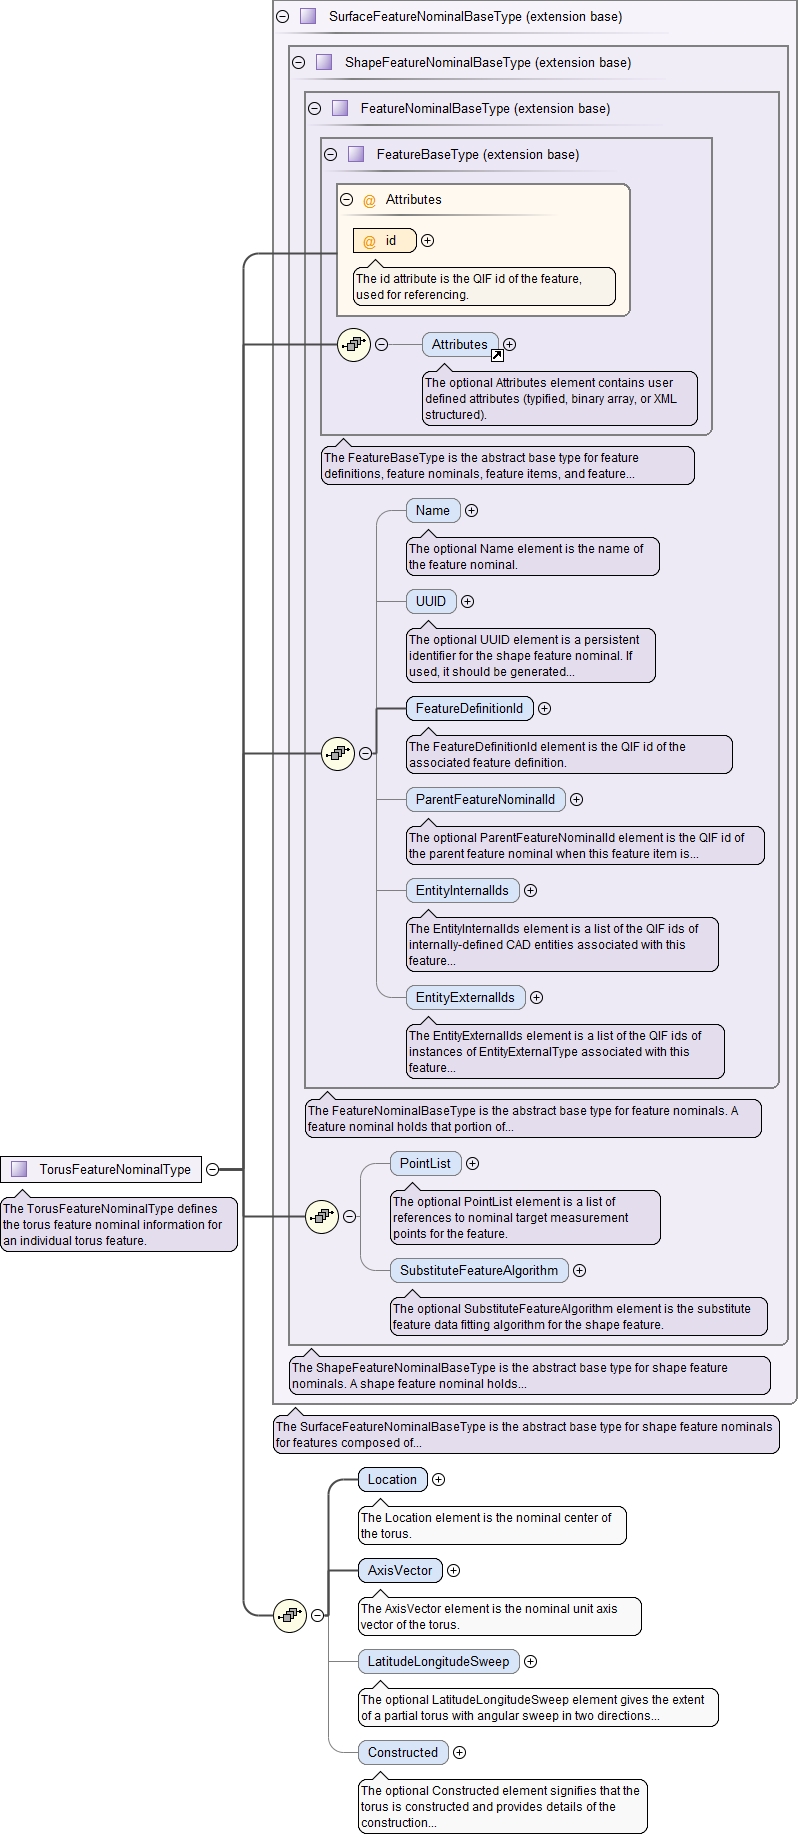 SurfaceFeatureNominalBaseType (extension base)
ShapeFeatureNominalBaseType (extension base)
FeatureNominalBaseType (extension base)
FeatureBaseType (extension base)
@ Attributes
@ id
The id attribute is the QIF id of the feature,
used for referencing.
Attributes
The optional Attributes element contains user
defined attributes (typified, binary array, or XML
structured).
The FeatureBaseType is the abstract base type for feature
definitions, feature nominals, feature items, and feature...
Name
The optional Name element is the name of
the feature nominal.
UUID
The optional UUID element is a persistent
identifier for the shape feature nominal. If
used, it should be generated...
FeatureDefinitionId
The FeatureDefinitionId element is the QIF id of the
associated feature definition.
ParentFeatureNominalId
The optional ParentFeatureNominalId element is the QIF id of
the parent feature nominal when this feature item is...
EntityInternalIds
The EntityInternalIds element is a list of the QIF ids of
internally-defined CAD entities associated with this
feature...
EntityExternalIds
The EntityExternalIds element is a list of the QIF ids of
instances of EntityExternalType associated with this
feature...
The FeatureNominalBaseType is the abstract base type for feature nominals. A
feature nominal holds that portion of...
TorusFeatureNominalType
The TorusFeatureNominalType defines
the torus feature nominal information for
an individual torus feature.
PointList
The optional PointList element is a list of
references to nominal target measurement
points for the feature.
SubstituteFeatureAlgorithm
The optional SubstituteFeatureAlgorithm element is the substitute
feature data fitting algorithm for the shape feature.
The ShapeFeatureNominalBaseType is the abstract base type for shape feature
nominals. A shape feature nominal holds...
The SurfaceFeatureNominalBaseType is the abstract base type for shape feature nominals
for features composed of...
Location
The Location element is the nominal center of
the torus.
AxisVector
The AxisVector element is the nominal unit axis
vector of the torus.
LatitudeLongitudeSweep
The optional LatitudeLongitudeSweep element gives the extent
of a partial torus with angular sweep in two directions...
Constructed
The optional Constructed element signifies that the
torus is constructed and provides details of the
construction...